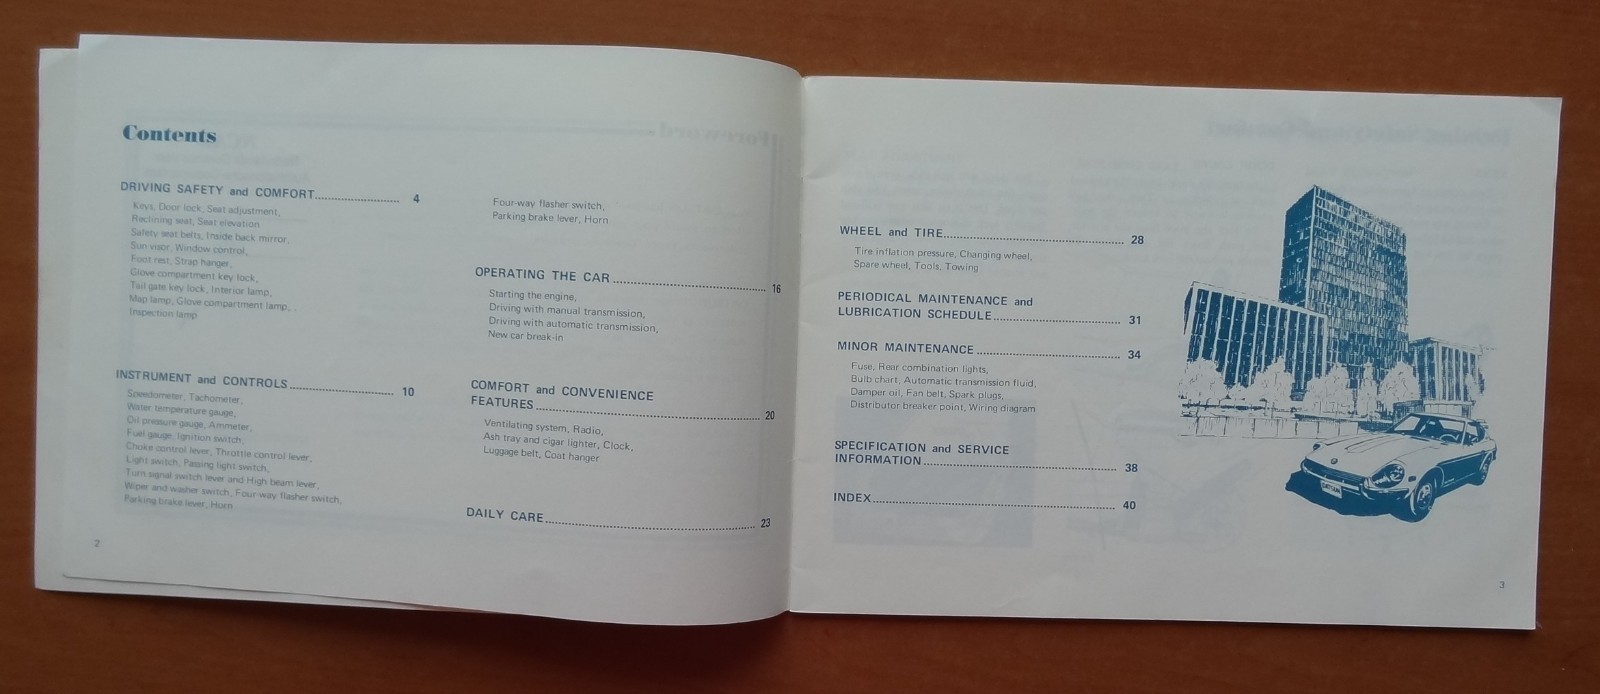 Contents
DRIVING SAFETY and COMFORT .......... 4
Keys, Door lock, Seat adjustment,
Reclining seat, Seat elevation
Safety seat belts, Inside back mirror,
Sun visor, Window control,
Foot rest, Strap hanger,
Glove compartment key lock,
Tail gate key lock, Interior lamp,
Map lamp, Glove compartment lamp,
Inspection lamp
INSTRUMENT and CONTROLS .......... 10
Speedometer, Tachometer,
Water temperature gauge,
Oil pressure gauge, Ammeter,
Fuel gauge, Ignition switch,
Choke control lever, Throttle control lever,
Light switch, Passing light switch,
Turn signal switch lever and High beam lever,
Wiper and washer switch, Four-way flasher switch,
Parking brake lever, Horn
2
Four-way flasher switch,
Parking brake lever, Horn
OPERATING THE CAR .......... 16
Starting the engine,
Driving with manual transmission,
Driving with automatic transmission,
New car break-in
COMFORT and CONVENIENCE
FEATURES .......... 20
Ventilating system, Radio,
Ash tray and cigar lighter, Clock,
Luggage belt, Coat hanger
DAILY CARE .......... 23
WHEEL and TIRE .......... 28
Tire inflation pressure, Changing wheel,
Spare wheel, Tools, Towing
PERIODICAL MAINTENANCE and
LUBRICATION SCHEDULE .......... 31
MINOR MAINTENANCE .......... 34
Fuse, Rear combination lights,
Bulb chart, Automatic transmission fluid,
Damper oil, Fan belt, Spark plugs,
Distributor breaker point, Wiring diagram
SPECIFICATION and SERVICE
INFORMATION .......... 38
INDEX .......... 40
DATSUN
3